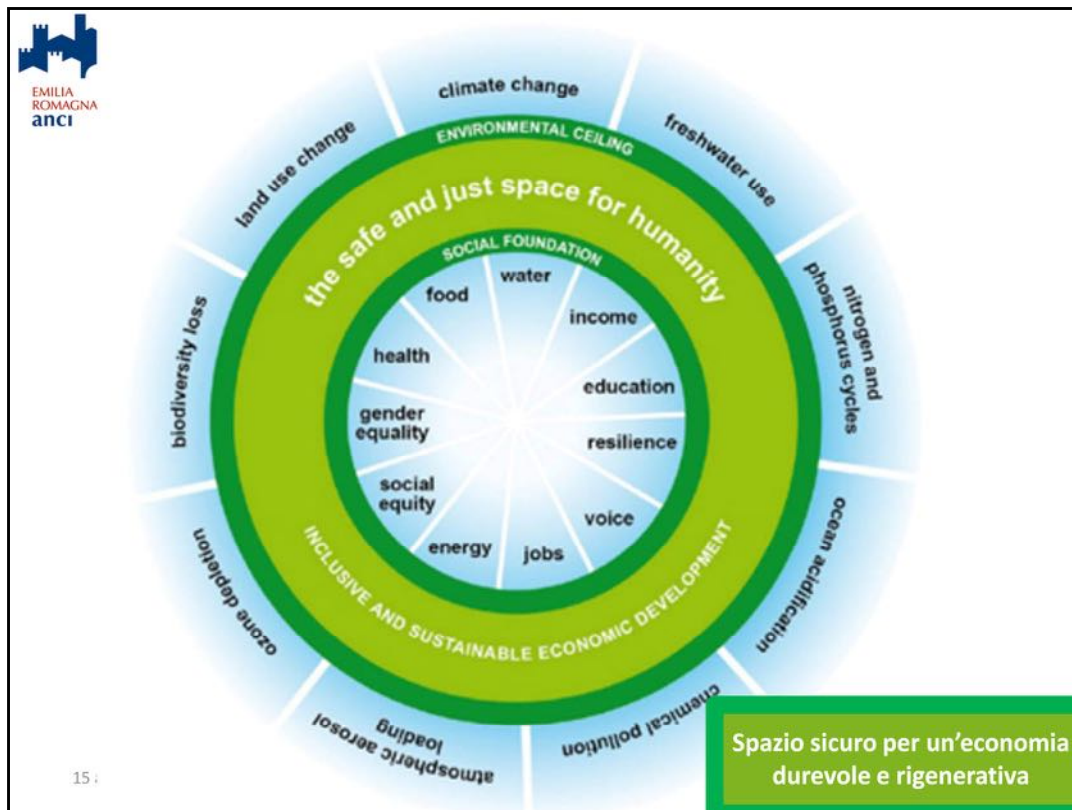 EMILIA
ROMAGNA
anci
climate change
freshwater use
nitrogen and
phosphorus cycles
ocean acidification
chemical pollution
atmospheric aerosol
loading
ozone depletion
biodiversity loss
land use change
ENVIRONMENTAL CEILING
the safe and just space for humanity
SOCIAL FOUNDATION
water
income
education
resilience
voice
jobs
energy
social
equity
gender
equality
health
food
INCLUSIVE AND SUSTAINABLE ECONOMIC DEVELOPMENT
Spazio sicuro per un'economia
durevole e rigenerativa
15